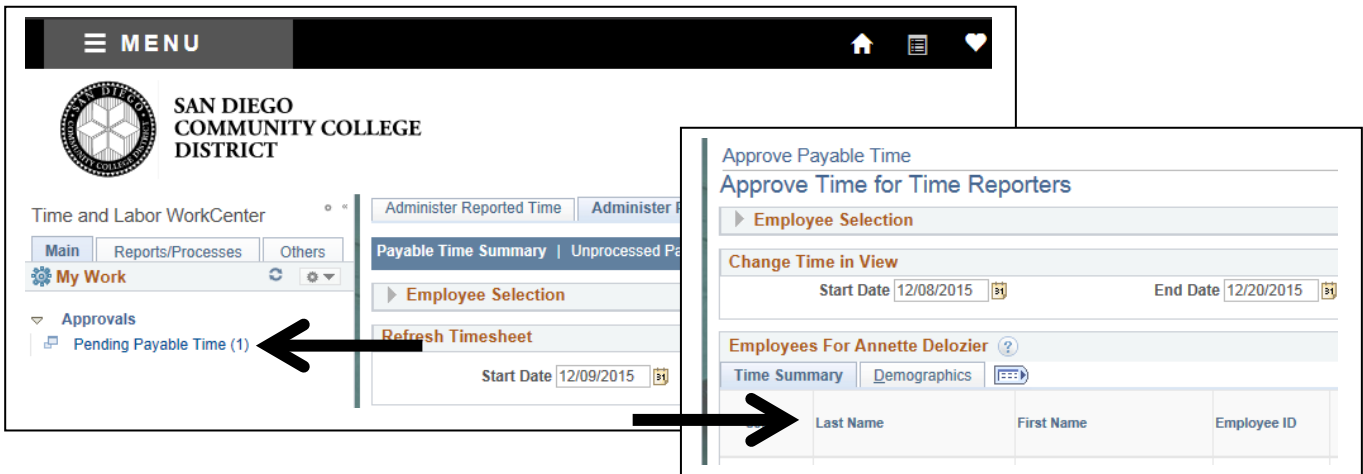 MENU
SAN DIEGO
COMMUNITY COLLEGE
DISTRICT
Time and Labor WorkCenter
Main Reports/Processes Others
My Work
Approvals
Pending Payable Time (1)
Administer Reported Time Administer
Payable Time Summary | Unprocessed
Employee Selection
Refresh Timesheet
Start Date 12/09/2015
Approve Payable Time
Approve Time for Time Reporters
Employee Selection
Change Time in View
Start Date 12/08/2015 End Date 12/20/2015
Employees For Annette Delozier
Time Summary Demographics
Last Name First Name Employee ID